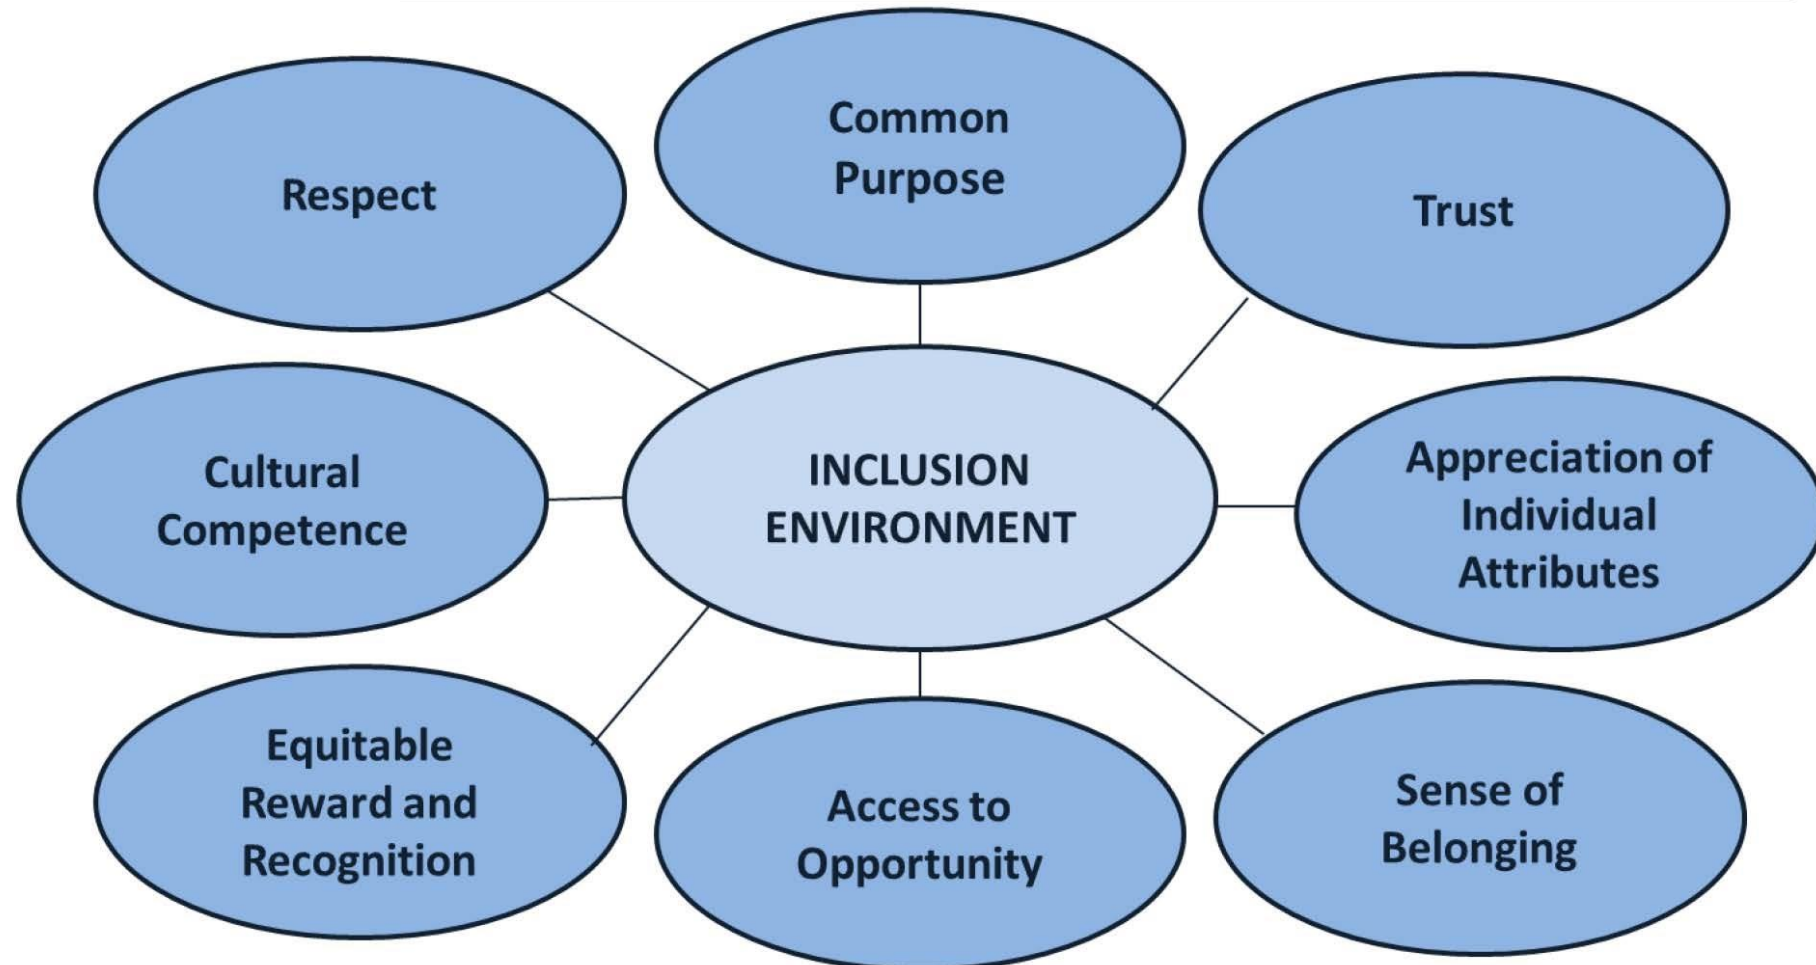 Common
Purpose
Respect
Trust
Cultural
Competence
INCLUSION
ENVIRONMENT
Appreciation of
Individual
Attributes
Equitable
Reward and
Recognition
Access to
Opportunity
Sense of
Belonging